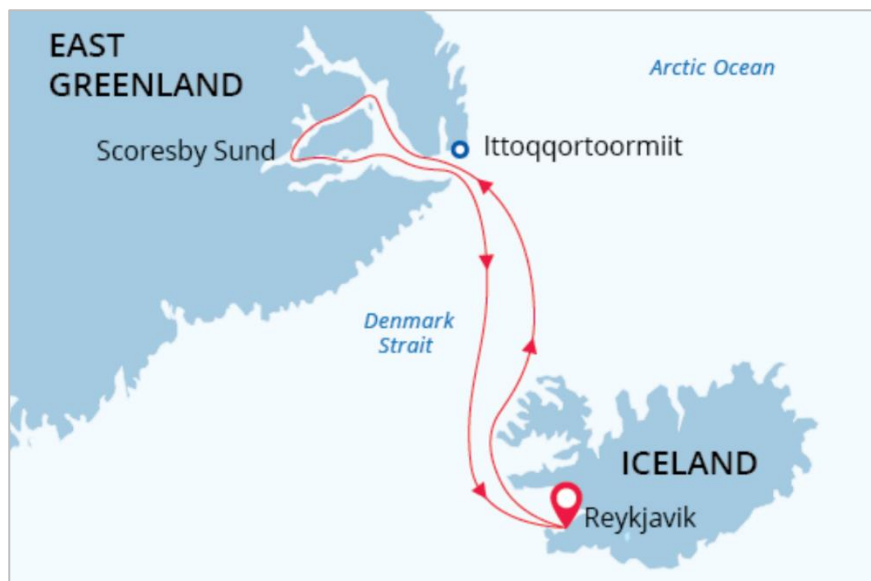 EAST
GREENLAND
Arctic Ocean
Scoresby Sund
Ittoqqortoormiit
Denmark
Strait
ICELAND
Reykjavik